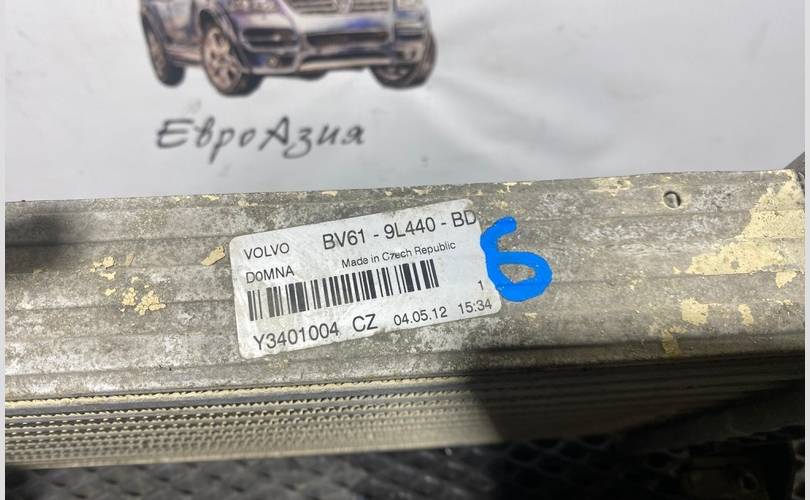 ЕвроАзия
VOLVO BV61 - 9L440 - BD
D0MNA Made in Czech Republic
1
Y3401004 CZ 04.05.12 15:34
6